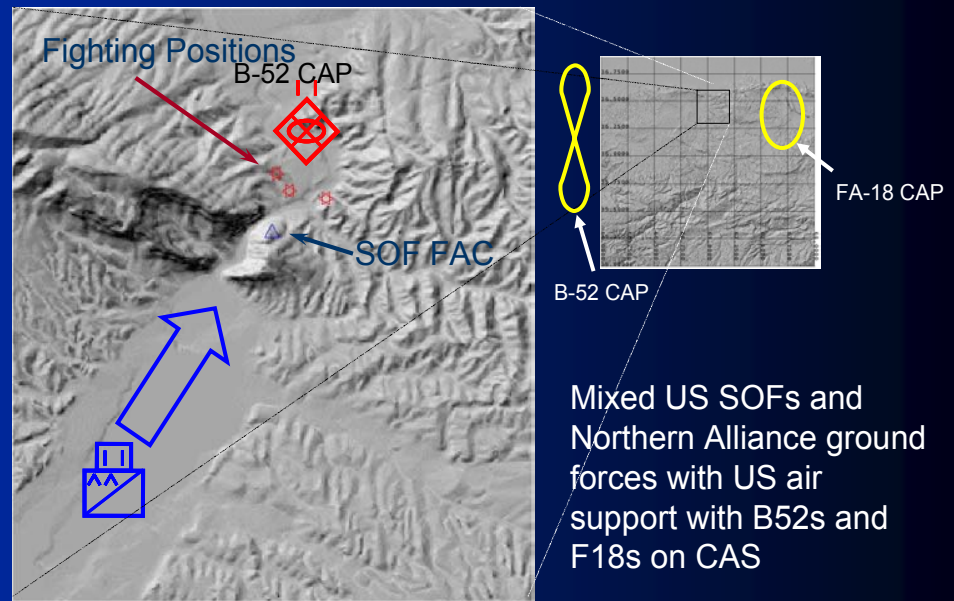 Fighting Positions
B-52 CAP
SOF FAC
B-52 CAP
FA-18 CAP
Mixed US SOFs and
Northern Alliance ground
forces with US air
support with B52s and
F18s on CAS